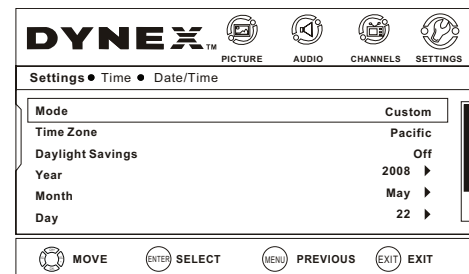 DYNEX™
PICTURE AUDIO CHANNELS SETTINGS
Settings ● Time ● Date/Time
Mode Custom
Time Zone Pacific
Daylight Savings Off
Year 2008
Month May
Day 22
MOVE ENTER SELECT MENU PREVIOUS EXIT EXIT